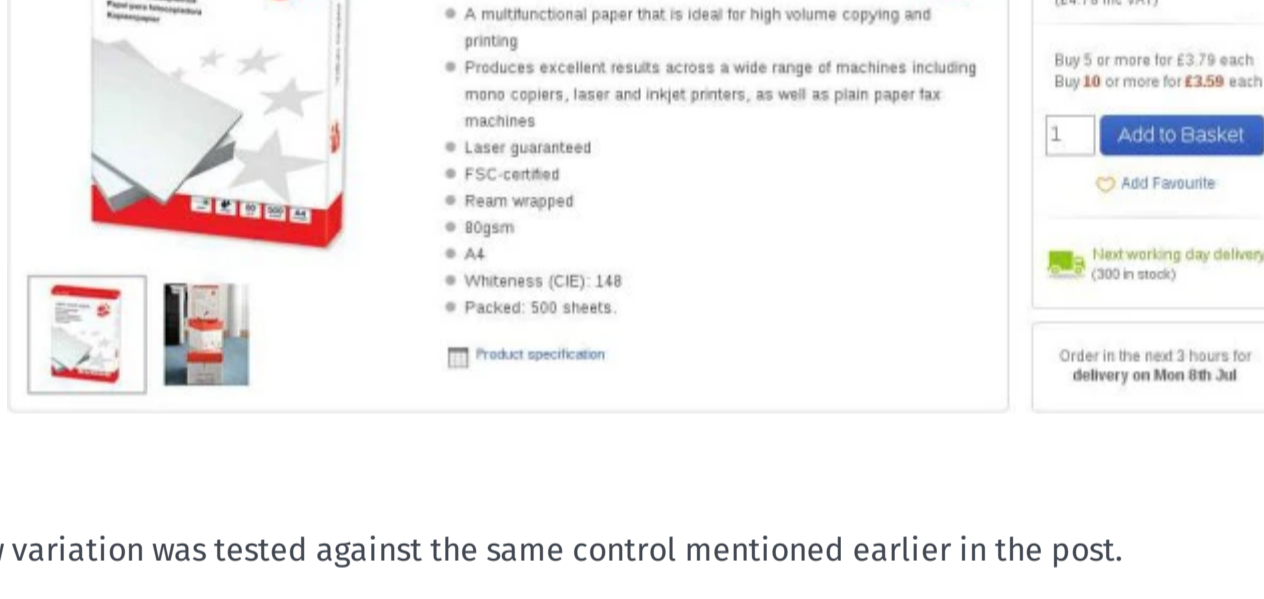 A multifunctional paper that is ideal for high volume copying and
printing
Produces excellent results across a wide range of machines including
mono copiers, laser and inkjet printers, as well as plain paper fax
machines
Laser guaranteed
FSC-certified
Ream wrapped
80gsm
A4
Whiteness (CIE): 148
Packed: 500 sheets.
Product specification
Buy 5 or more for £3.79 each
Buy 10 or more for £3.59 each
1
Add to Basket
Add Favourite
Next working day delivery
(300 in stock)
Order in the next 3 hours for
delivery on Mon 8th Jul
variation was tested against the same control mentioned earlier in the post.